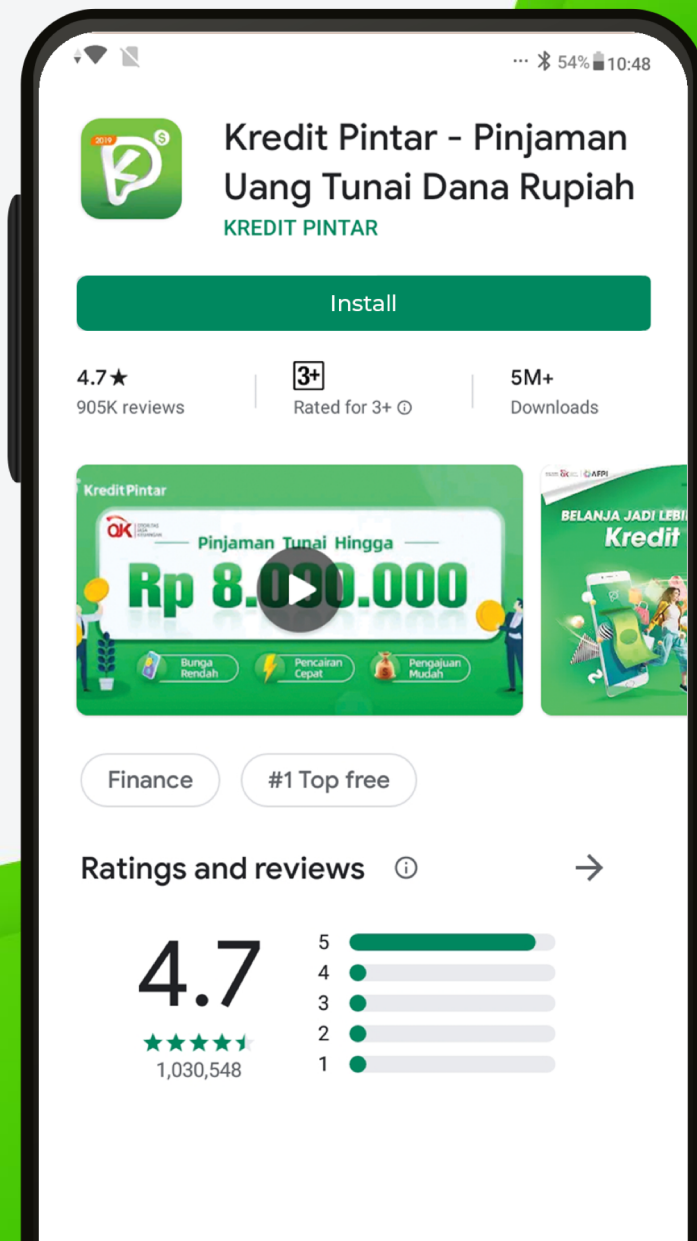 ... 54% 10:48
2019
$
Kredit Pintar - Pinjaman
Uang Tunai Dana Rupiah
KREDIT PINTAR
Install
4.7★
905K reviews
3+
Rated for 3+
5M+
Downloads
KreditPintar
OJK
Pinjaman Tunai Hingga
Rp 8.000.000
Bunga
Rendah
Pencairan
Cepat
Pengajuan
Mudah
AFPI
BELANJA JADI LEBI
Kredit
Finance
#1 Top free
Ratings and reviews
4.7
1,030,548
5
4
3
2
1